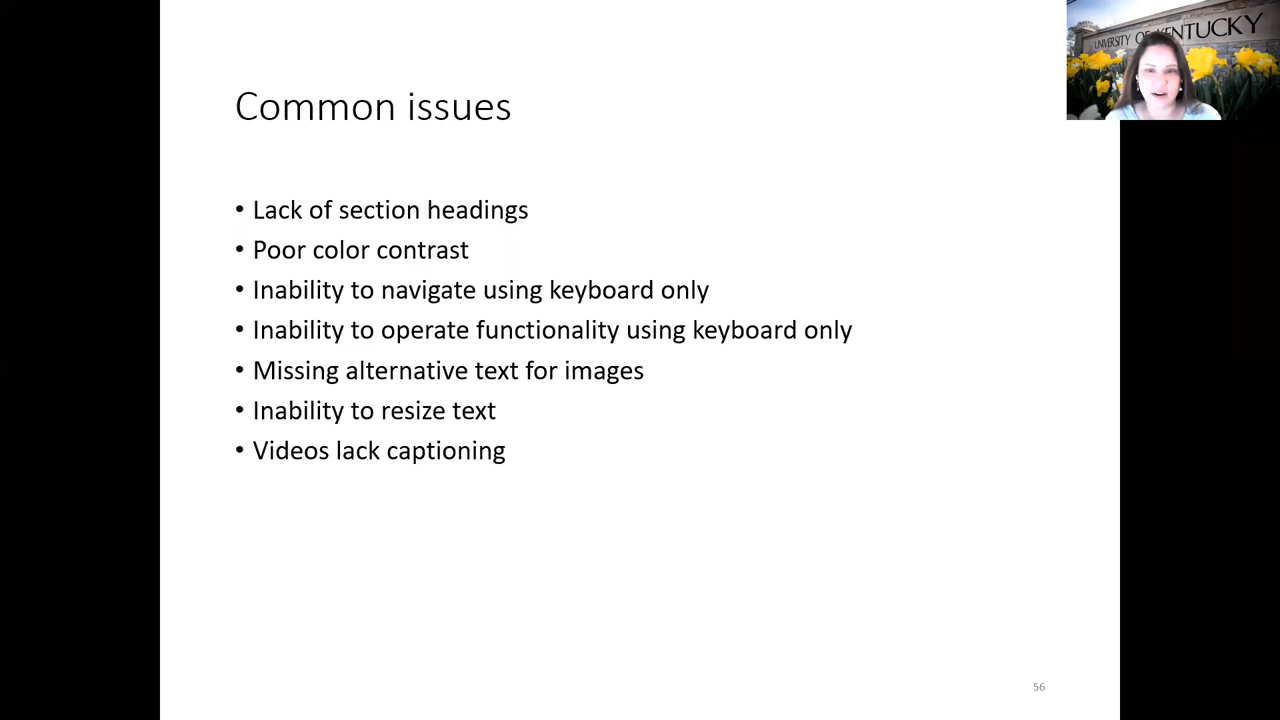 UNIVERSITY OF KENTUCKY
Common issues
• Lack of section headings
• Poor color contrast
• Inability to navigate using keyboard only
• Inability to operate functionality using keyboard only
• Missing alternative text for images
• Inability to resize text
• Videos lack captioning
56